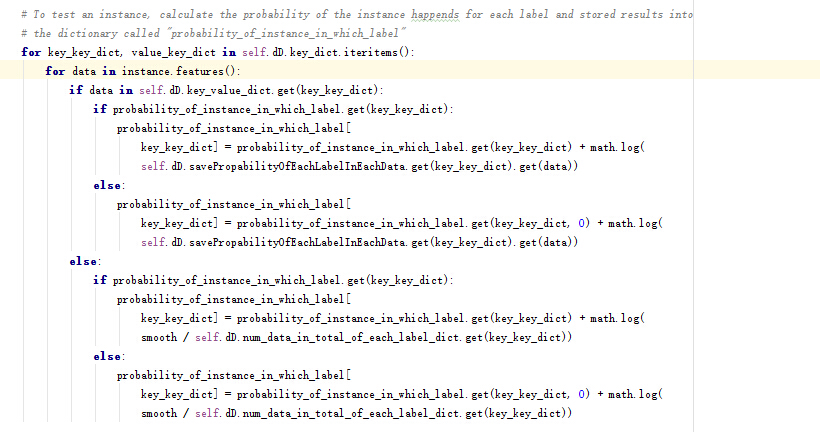 # To test an instance, calculate the probability of the instance happends for each label and stored results into
# the dictionary called "probability_of_instance_in_which_label"
for key_key_dict, value_key_dict in self.dD.key_dict.iteritems():
for data in instance.features():
if data in self.dD.key_value_dict.get(key_key_dict):
if probability_of_instance_in_which_label.get(key_key_dict):
probability_of_instance_in_which_label[
key_key_dict] = probability_of_instance_in_which_label.get(key_key_dict) + math.log(
self.dD.savePropabilityOfEachLabelInEachData.get(key_key_dict).get(data))
else:
probability_of_instance_in_which_label[
key_key_dict] = probability_of_instance_in_which_label.get(key_key_dict, 0) + math.log(
self.dD.savePropabilityOfEachLabelInEachData.get(key_key_dict).get(data))
else:
if probability_of_instance_in_which_label.get(key_key_dict):
probability_of_instance_in_which_label[
key_key_dict] = probability_of_instance_in_which_label.get(key_key_dict) + math.log(
smooth / self.dD.num_data_in_total_of_each_label_dict.get(key_key_dict))
else:
probability_of_instance_in_which_label[
key_key_dict] = probability_of_instance_in_which_label.get(key_key_dict, 0) + math.log(
smooth / self.dD.num_data_in_total_of_each_label_dict.get(key_key_dict))